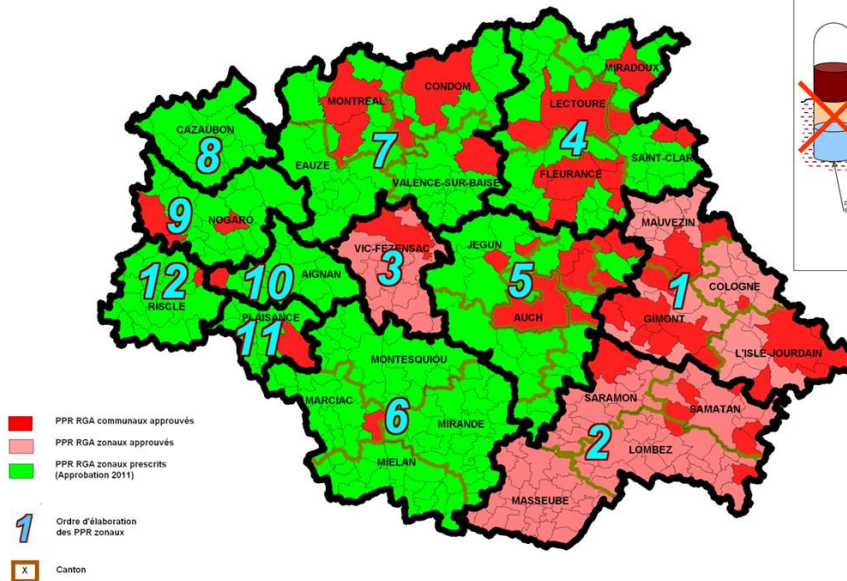 MIRADOUX
CONDOM
MONTREAL
LECTOURE
CAZAUBON
8
7
4
SAINT-CLAR
EAUZE
FLEURANCE
VALENCE-SUR-BAISE
9
NOGARO
MAUVEZIN
VIC-FEZENSAC
JEGUN
3
12
10
AIGNAN
5
COLOGNE
1
RISCLE
PLAISANCE
11
AUCH
GIMONT
MONTESQUIOU
L'ISLE-JOURDAIN
MARCIAC
6
SARAMON
SAMATAN
MIRANDE
2
LOMBEZ
MIELAN
MASSEUBE
PPR RGA communaux approuvés
PPR RGA zonaux approuvés
PPR RGA zonaux prescrits
(Approbation 2011)
1
Ordre d'élaboration
des PPR zonaux
X
Canton